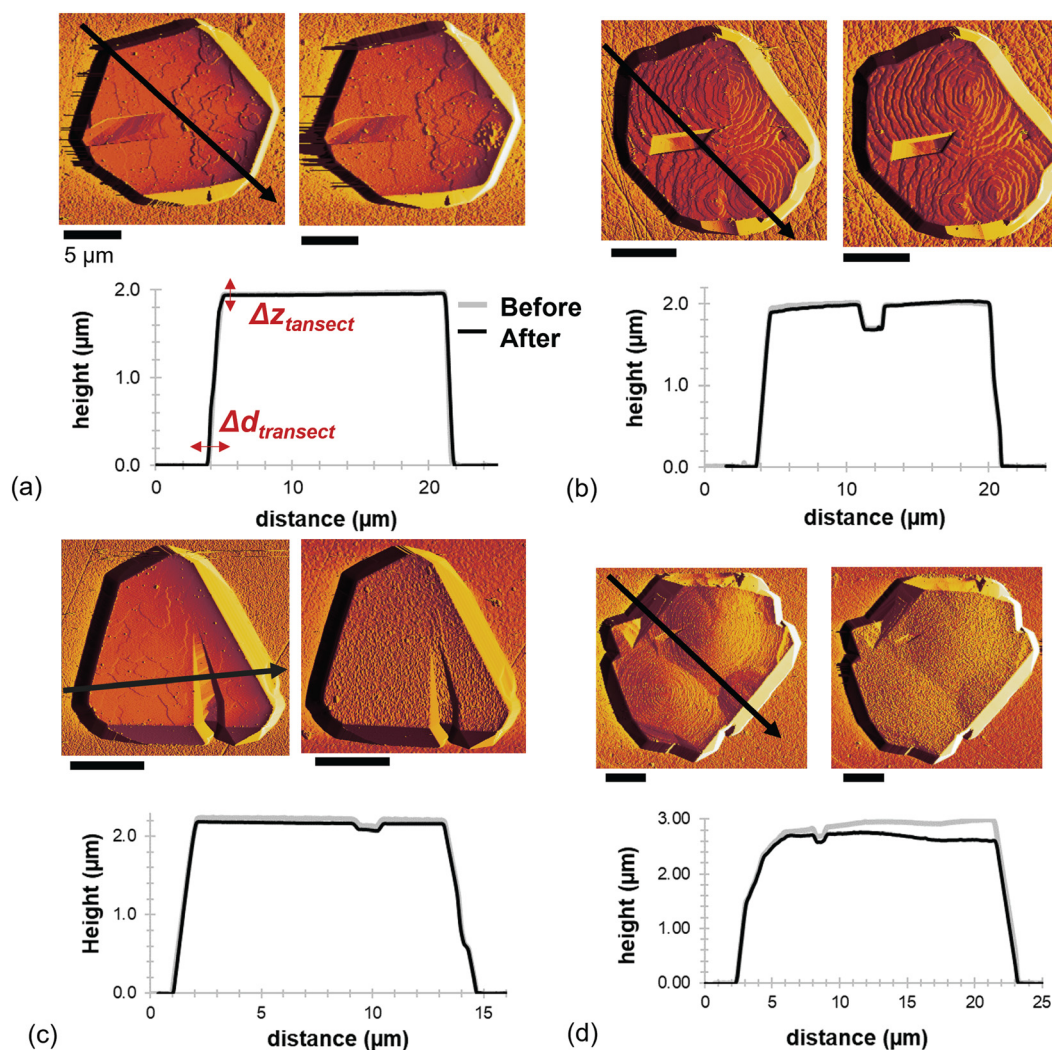 5 µm
2.0
1.0
0.0
height (µm)
Δz_tansect
Δd_transect
Before
After
0
10
20
distance (µm)
(a)
2.0
1.0
0.0
height (µm)
0
10
20
distance (µm)
(b)
2.0
1.0
0.0
Height (µm)
0
5
10
15
distance (µm)
(c)
3.00
2.00
1.00
0.00
height (µm)
0
5
10
15
20
25
distance (µm)
(d)